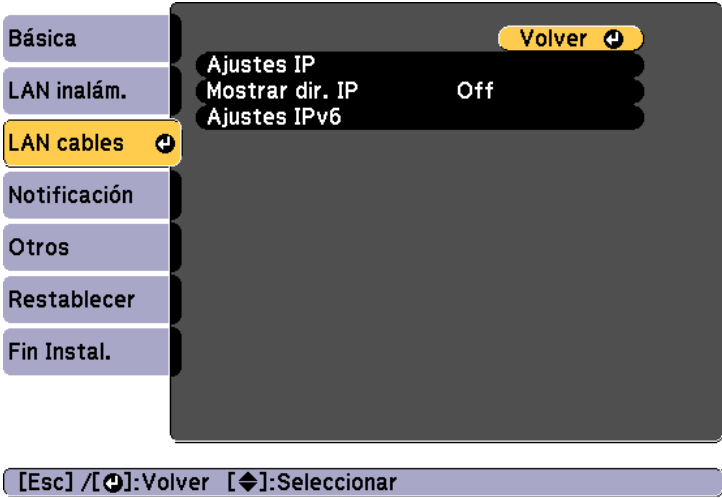 Básica
LAN inalám.
LAN cables
Notificación
Otros
Restablecer
Fin Instal.
Volver
Ajustes IP
Mostrar dir. IP Off
Ajustes IPv6
[Esc] /[⏎]:Volver [◆]:Seleccionar